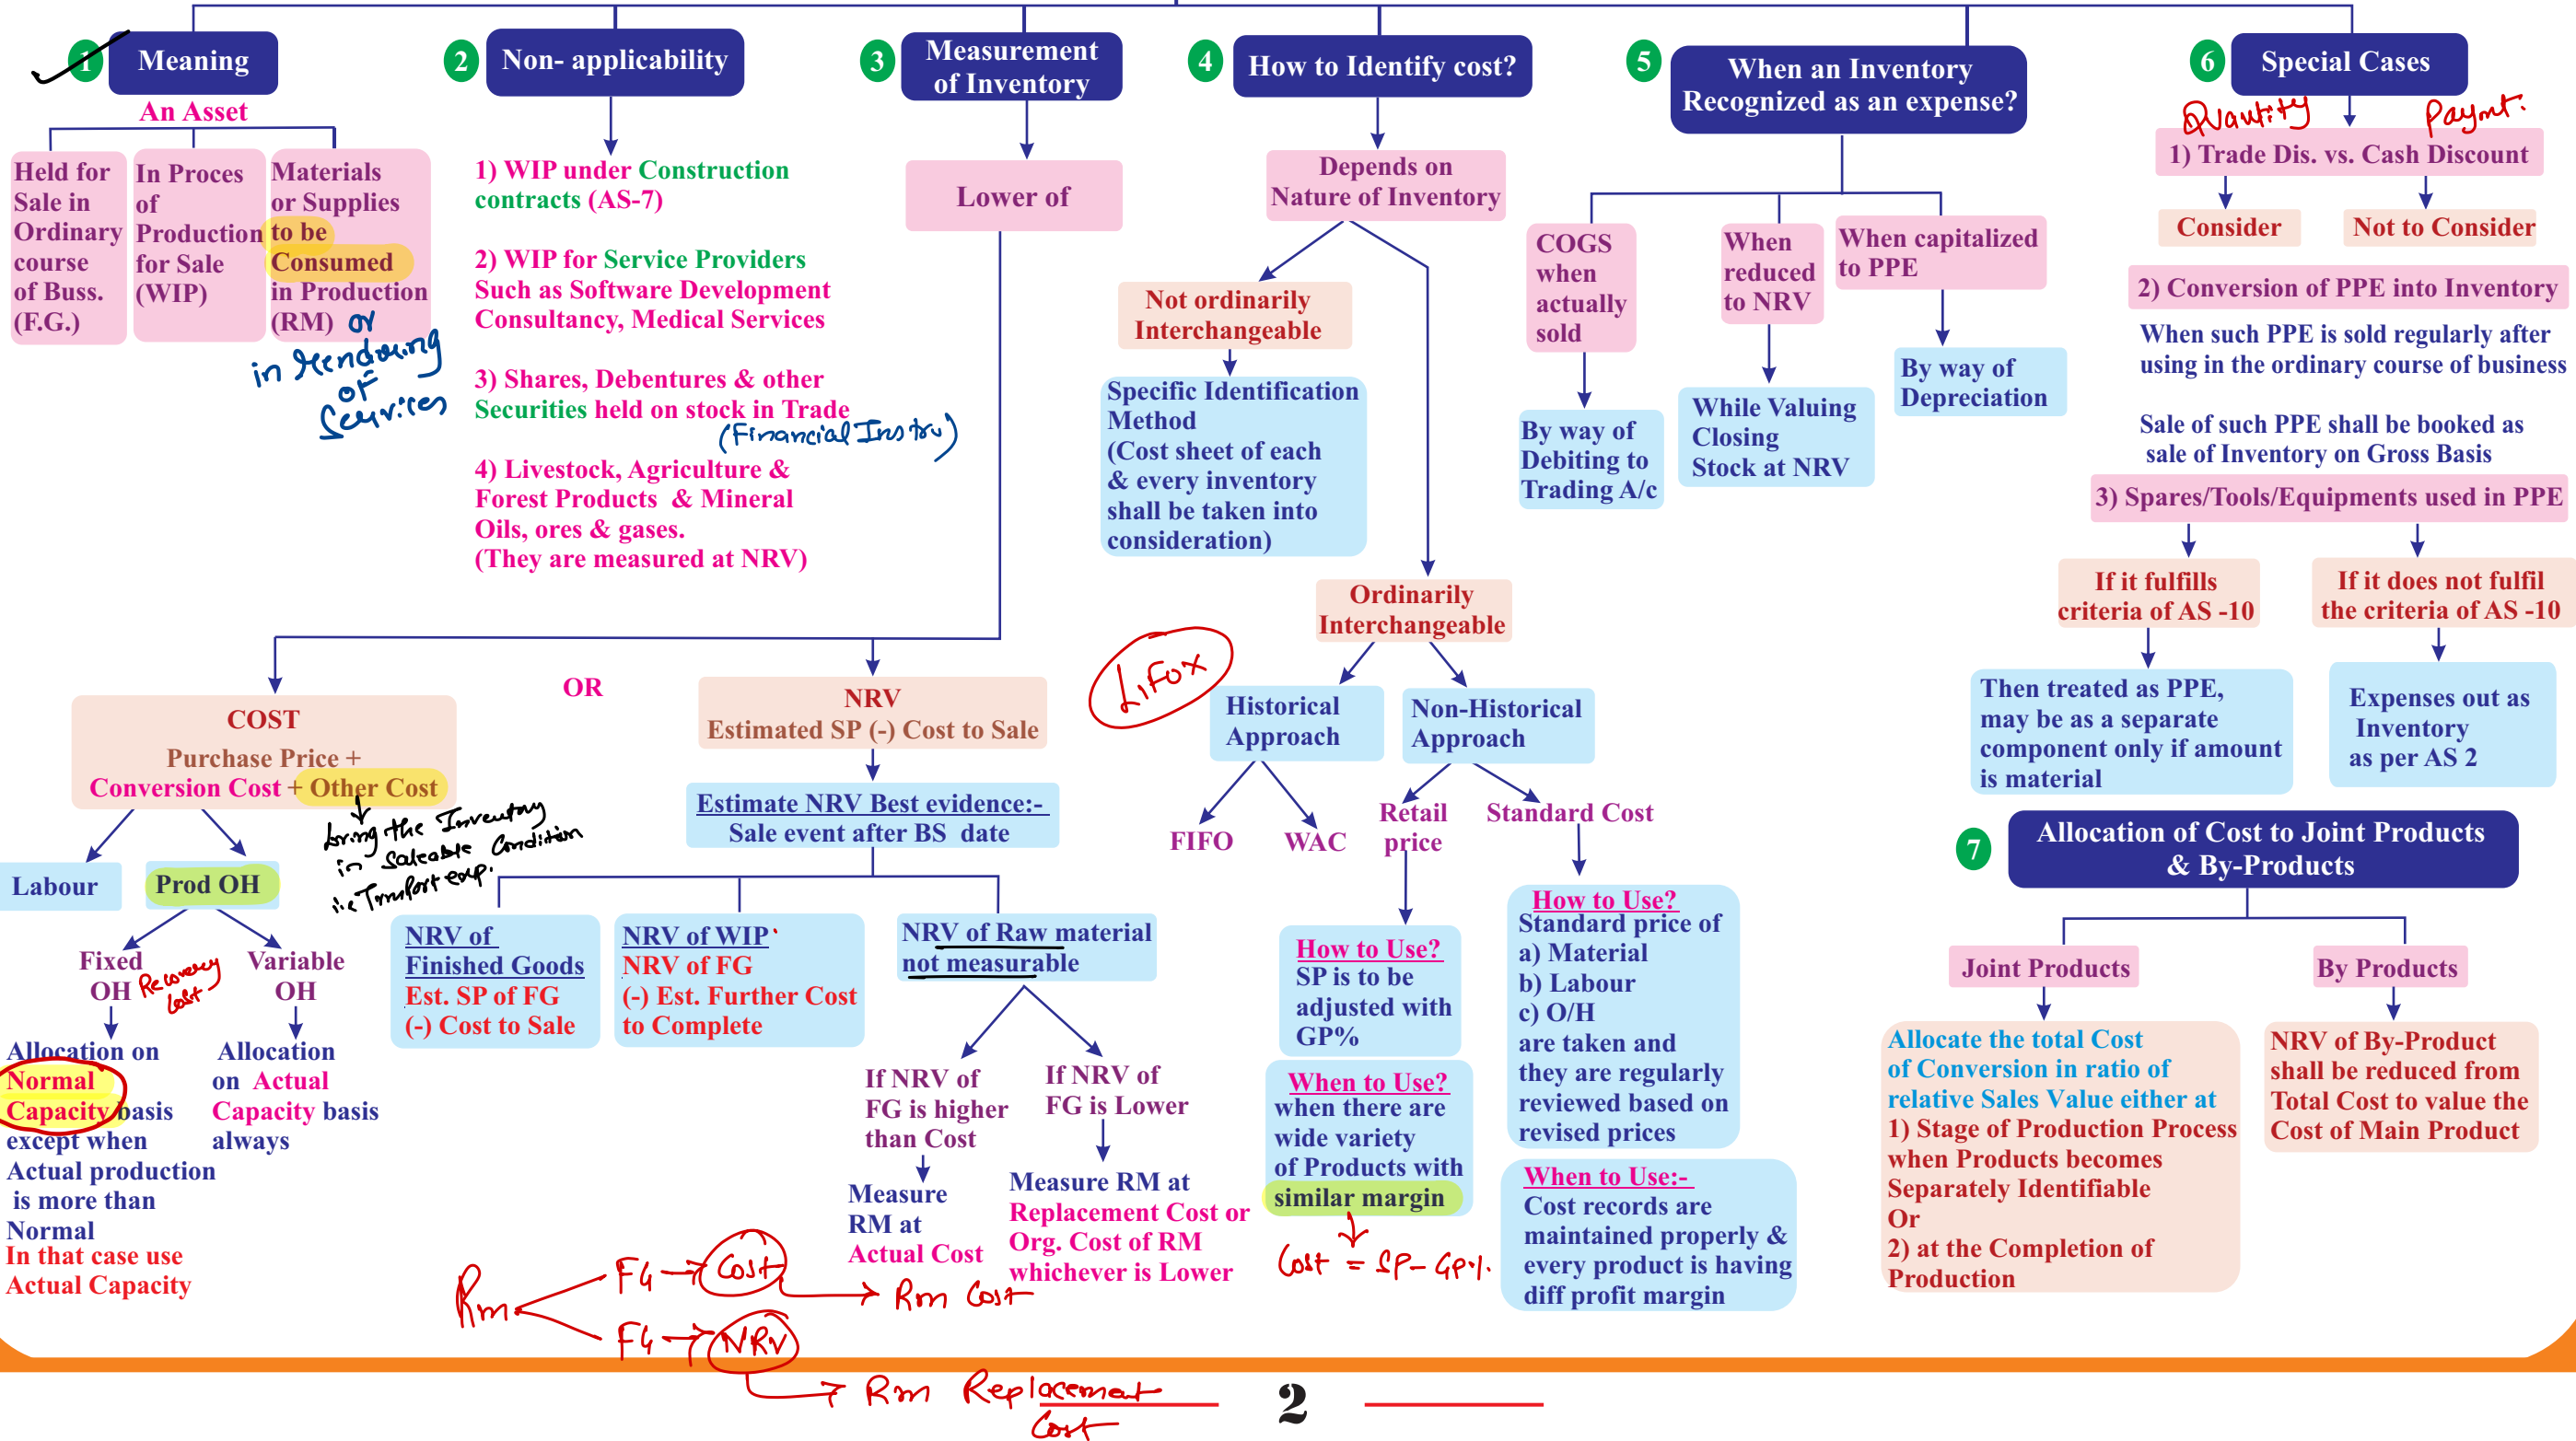 1
Meaning
An Asset
Held for
Sale in
Ordinary
course
of Buss.
(F.G.)
In Proces
of
Production
for Sale
(WIP)
Materials
or Supplies
to be
Consumed
in Production
(RM) or
in rendering
of
Services
2
Non- applicability
1) WIP under Construction
contracts (AS-7)
2) WIP for Service Providers
Such as Software Development
Consultancy, Medical Services
3) Shares, Debentures & other
Securities held on stock in Trade
(Financial Instru)
4) Livestock, Agriculture &
Forest Products & Mineral
Oils, ores & gases.
(They are measured at NRV)
3
Measurement
of Inventory
Lower of
COST
Purchase Price +
Conversion Cost + Other Cost
bring the Inventory
in Saleable Condition
i.e Transport exp.
Labour
Prod OH
Fixed
OH
Recovery
Cost
Allocation on
Normal
Capacity basis
except when
Actual production
is more than
Normal
In that case use
Actual Capacity
Variable
OH
Allocation
on Actual
Capacity basis
always
OR
NRV
Estimated SP (-) Cost to Sale
Estimate NRV Best evidence:-
Sale event after BS date
NRV of
Finished Goods
Est. SP of FG
(-) Cost to Sale
NRV of WIP
NRV of FG
(-) Est. Further Cost
to Complete
NRV of Raw material
not measurable
If NRV of
FG is higher
than Cost
Measure
RM at
Actual Cost
If NRV of
FG is Lower
Measure RM at
Replacement Cost or
Org. Cost of RM
whichever is Lower
Rm
FG → Cost → Rm Cost
FG → NRV
→ Rm Replacement
Cost
4
How to Identify cost?
Depends on
Nature of Inventory
Not ordinarily
Interchangeable
Specific Identification
Method
(Cost sheet of each
& every inventory
shall be taken into
consideration)
Ordinarily
Interchangeable
LIFOX
Historical
Approach
FIFO
WAC
Non-Historical
Approach
Retail
price
How to Use?
SP is to be
adjusted with
GP%
When to Use?
when there are
wide variety
of Products with
similar margin
Cost = SP - GP%.
Standard Cost
How to Use?
Standard price of
a) Material
b) Labour
c) O/H
are taken and
they are regularly
reviewed based on
revised prices
When to Use:-
Cost records are
maintained properly &
every product is having
diff profit margin
5
When an Inventory
Recognized as an expense?
COGS
when
actually
sold
By way of
Debiting to
Trading A/c
When
reduced
to NRV
While Valuing
Closing
Stock at NRV
When capitalized
to PPE
By way of
Depreciation
6
Special Cases
Quantity
Paymt.
1) Trade Dis. vs. Cash Discount
Consider
Not to Consider
2) Conversion of PPE into Inventory
When such PPE is sold regularly after
using in the ordinary course of business
Sale of such PPE shall be booked as
sale of Inventory on Gross Basis
3) Spares/Tools/Equipments used in PPE
If it fulfills
criteria of AS -10
Then treated as PPE,
may be as a separate
component only if amount
is material
If it does not fulfil
the criteria of AS -10
Expenses out as
Inventory
as per AS 2
7
Allocation of Cost to Joint Products
& By-Products
Joint Products
Allocate the total Cost
of Conversion in ratio of
relative Sales Value either at
1) Stage of Production Process
when Products becomes
Separately Identifiable
Or
2) at the Completion of
Production
By Products
NRV of By-Product
shall be reduced from
Total Cost to value the
Cost of Main Product
2